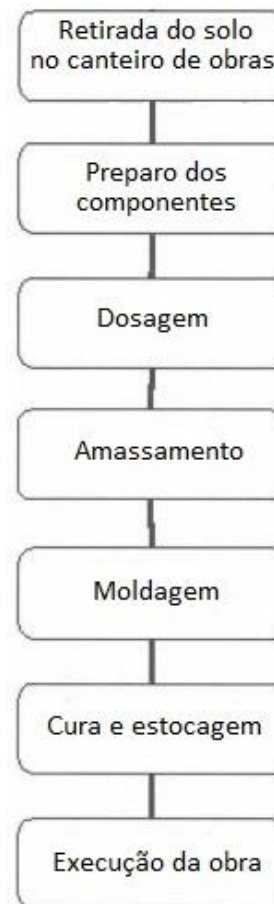 Retirada do solo
no canteiro de obras
Preparo dos
componentes
Dosagem
Amassamento
Moldagem
Cura e estocagem
Execução da obra